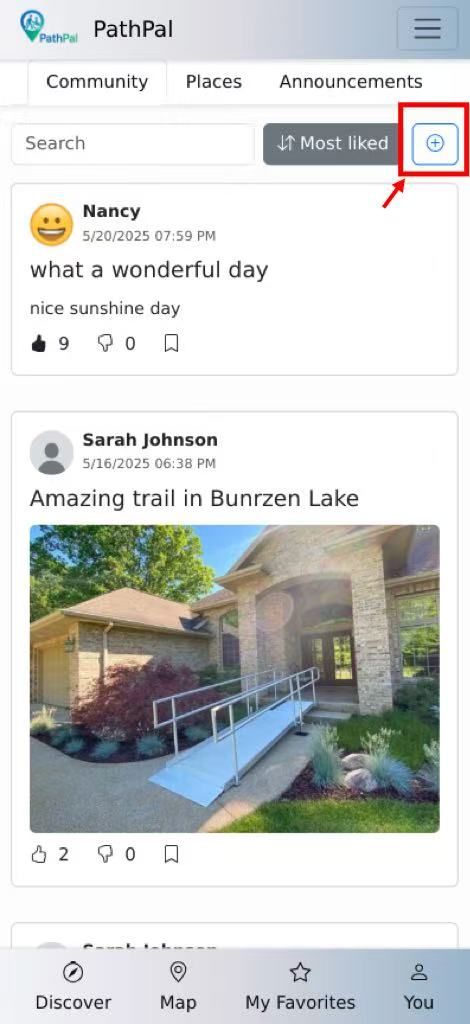 PathPal
PathPal
Community Places Announcements
Search
Most liked
Nancy
5/20/2025 07:59 PM
what a wonderful day
nice sunshine day
9 0
Sarah Johnson
5/16/2025 06:38 PM
Amazing trail in Bunrzen Lake
2 0
Sarah Johnson
Discover Map My Favorites You